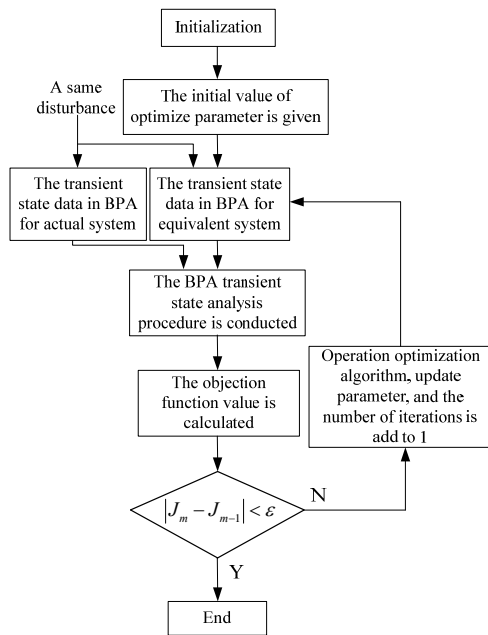 Initialization
A same
disturbance
The initial value of
optimize parameter is given
The transient
state data in BPA
for actual system
The transient state
data in BPA for
equivalent system
The BPA transient
state analysis
procedure is conducted
Operation optimization
algorithm, update
parameter, and the
number of iterations is
add to 1
The objection
function value is
calculated
|J_m − J_{m−1}| < ε
N
Y
End